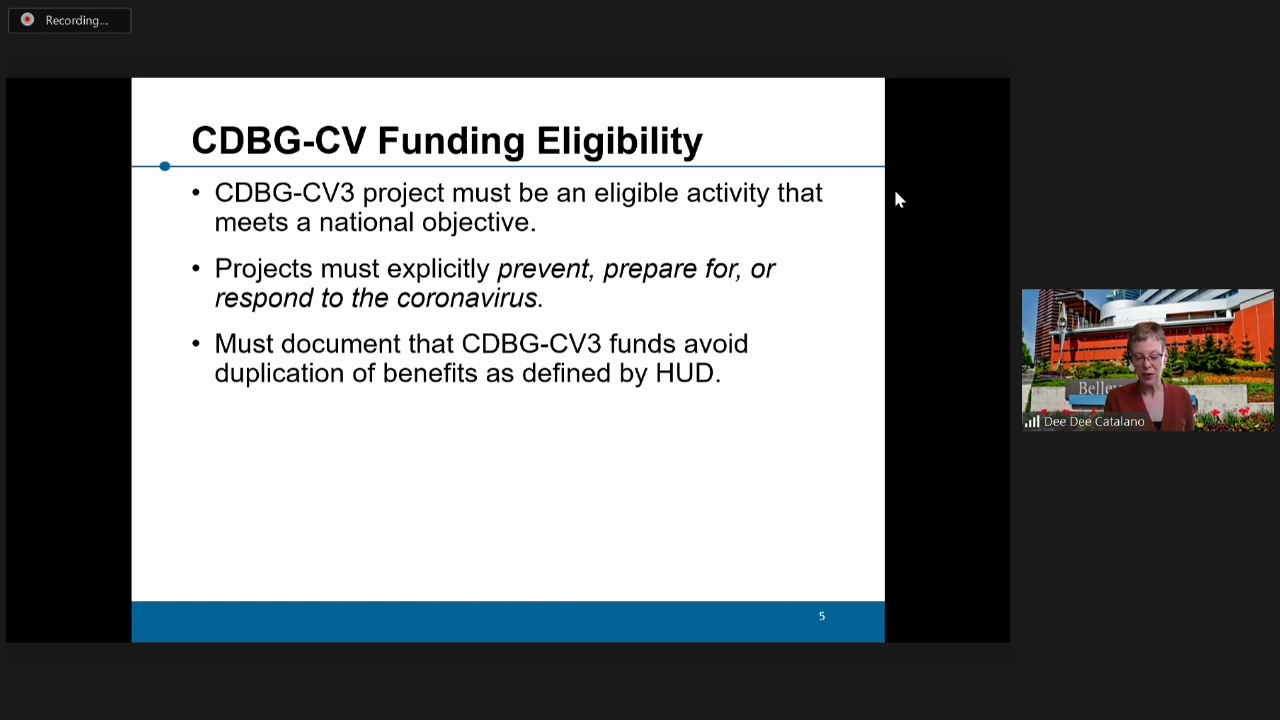 Recording...
CDBG-CV Funding Eligibility
• CDBG-CV3 project must be an eligible activity that
meets a national objective.
• Projects must explicitly prevent, prepare for, or
respond to the coronavirus.
• Must document that CDBG-CV3 funds avoid
duplication of benefits as defined by HUD.
5
Belle
Dee Dee Catalano